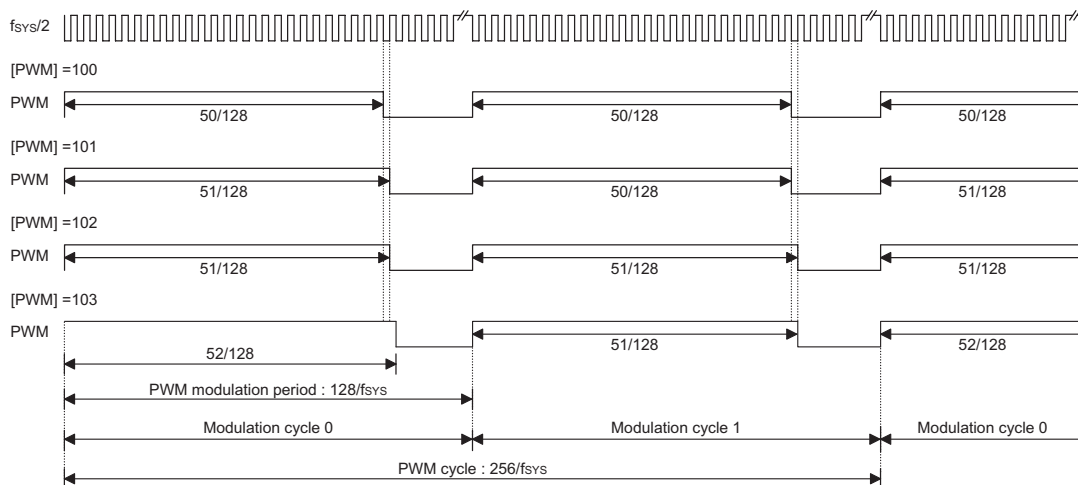 fSYS/2
[PWM] =100
PWM
50/128 50/128 50/128
[PWM] =101
PWM
51/128 50/128 51/128
[PWM] =102
PWM
51/128 51/128 51/128
[PWM] =103
PWM
52/128 51/128 52/128
PWM modulation period : 128/fSYS
Modulation cycle 0 Modulation cycle 1 Modulation cycle 0
PWM cycle : 256/fSYS